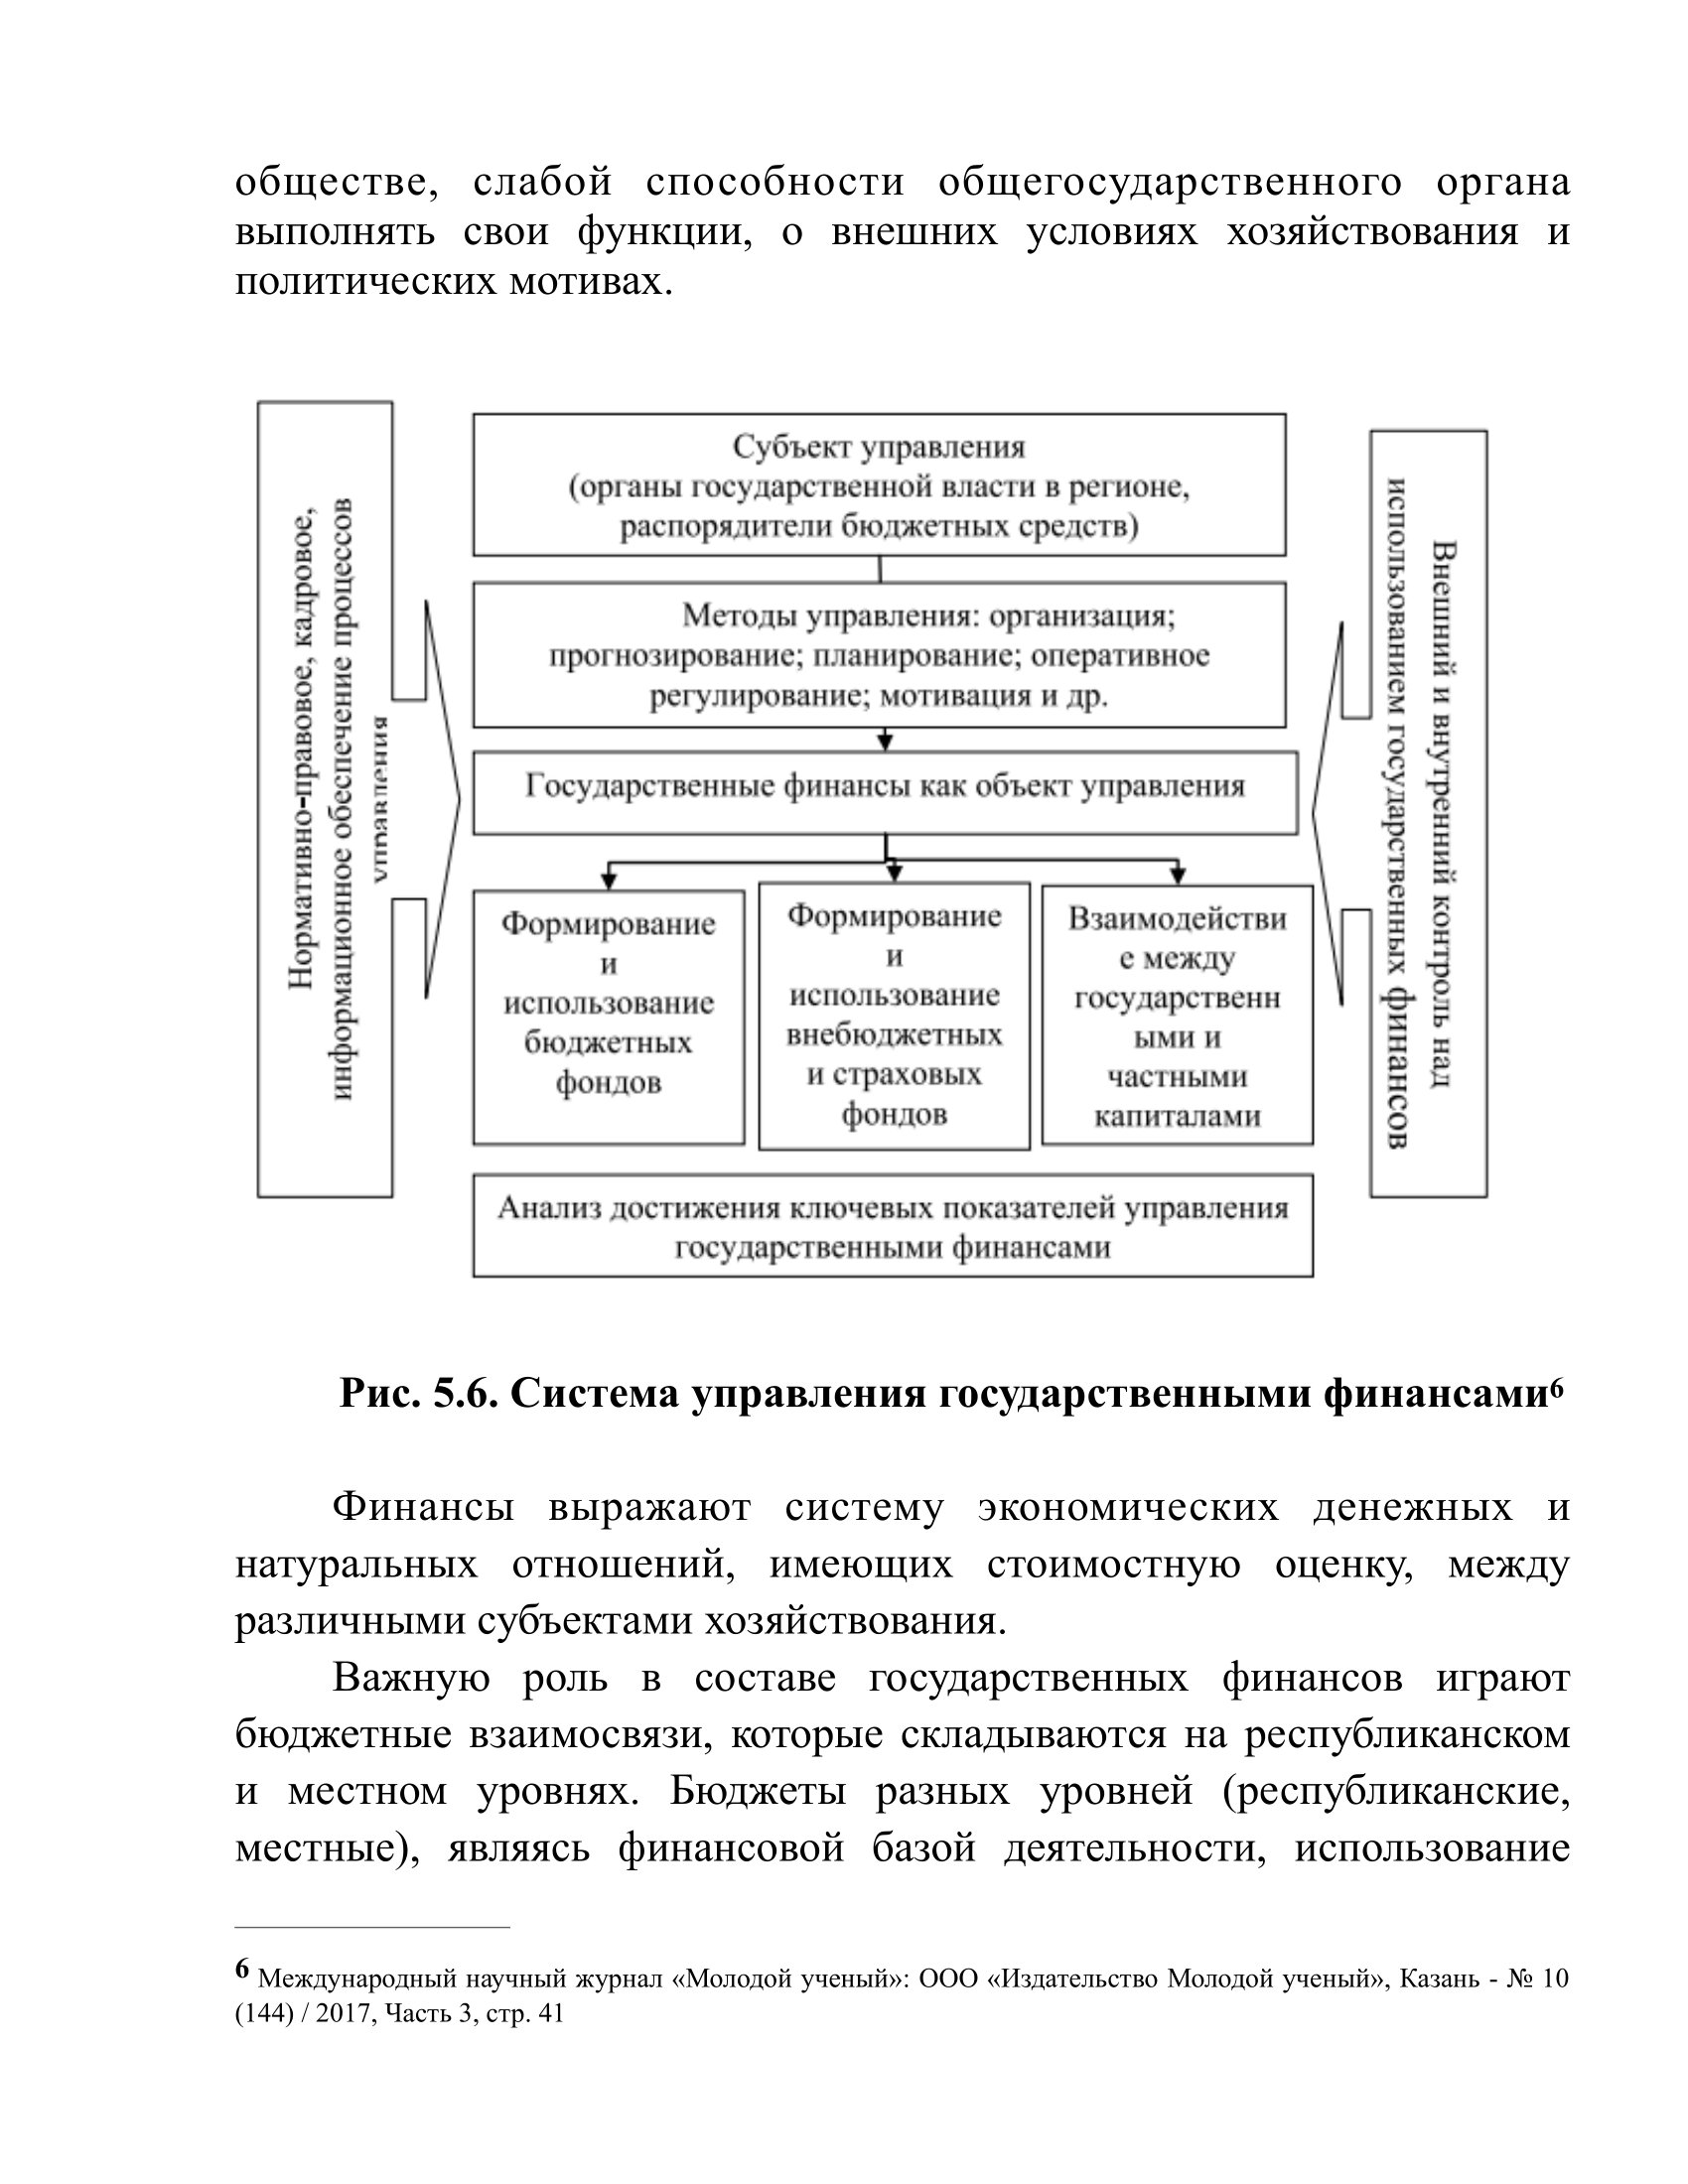 обществе, слабой способности общегосударственного органа
выполнять свои функции, о внешних условиях хозяйствования и
политических мотивах.
Нормативно-правовое, кадровое,
информационное обеспечение процессов
управления
Субъект управления
(органы государственной власти в регионе,
распорядители бюджетных средств)
Методы управления: организация;
прогнозирование; планирование; оперативное
регулирование; мотивация и др.
Государственные финансы как объект управления
Формирование
и
использование
бюджетных
фондов
Формирование
и
использование
внебюджетных
и страховых
фондов
Взаимодействи
е между
государственн
ыми и
частными
капиталами
Анализ достижения ключевых показателей управления
государственными финансами
Внешний и внутренний контроль над
использованием государственных финансов
Рис. 5.6. Система управления государственными финансами⁶
Финансы выражают систему экономических денежных и
натуральных отношений, имеющих стоимостную оценку, между
различными субъектами хозяйствования.
Важную роль в составе государственных финансов играют
бюджетные взаимосвязи, которые складываются на республиканском
и местном уровнях. Бюджеты разных уровней (республиканские,
местные), являясь финансовой базой деятельности, использование
6 Международный научный журнал «Молодой ученый»: ООО «Издательство Молодой ученый», Казань - № 10
(144) / 2017, Часть 3, стр. 41